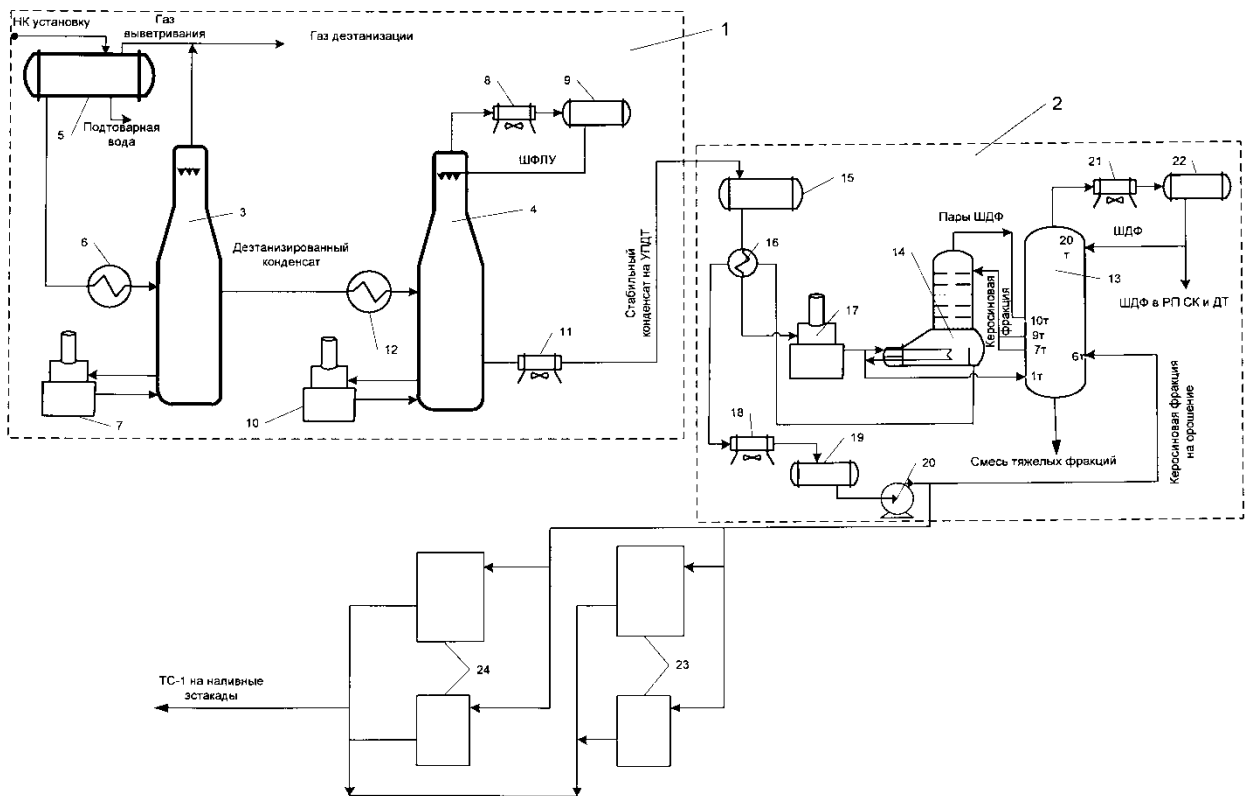 НК установку
Газ
выветривания
Газ деэтанизации
1
5
Подтоварная
вода
3
8
9
ШФЛУ
4
6
Деэтанизированный
конденсат
12
7
10
11
Стабильный
конденсат на УПДТ
2
15
16
17
Пары ШДФ
14
Керосиновая
фракция
21
22
20
т
ШДФ
13
ШДФ в РП СК и ДТ
10т
9т
7т
6т
1т
18
19
20
Смесь тяжелых фракций
Керосиновая фракция
на орошение
24
23
ТС-1 на наливные
эстакады